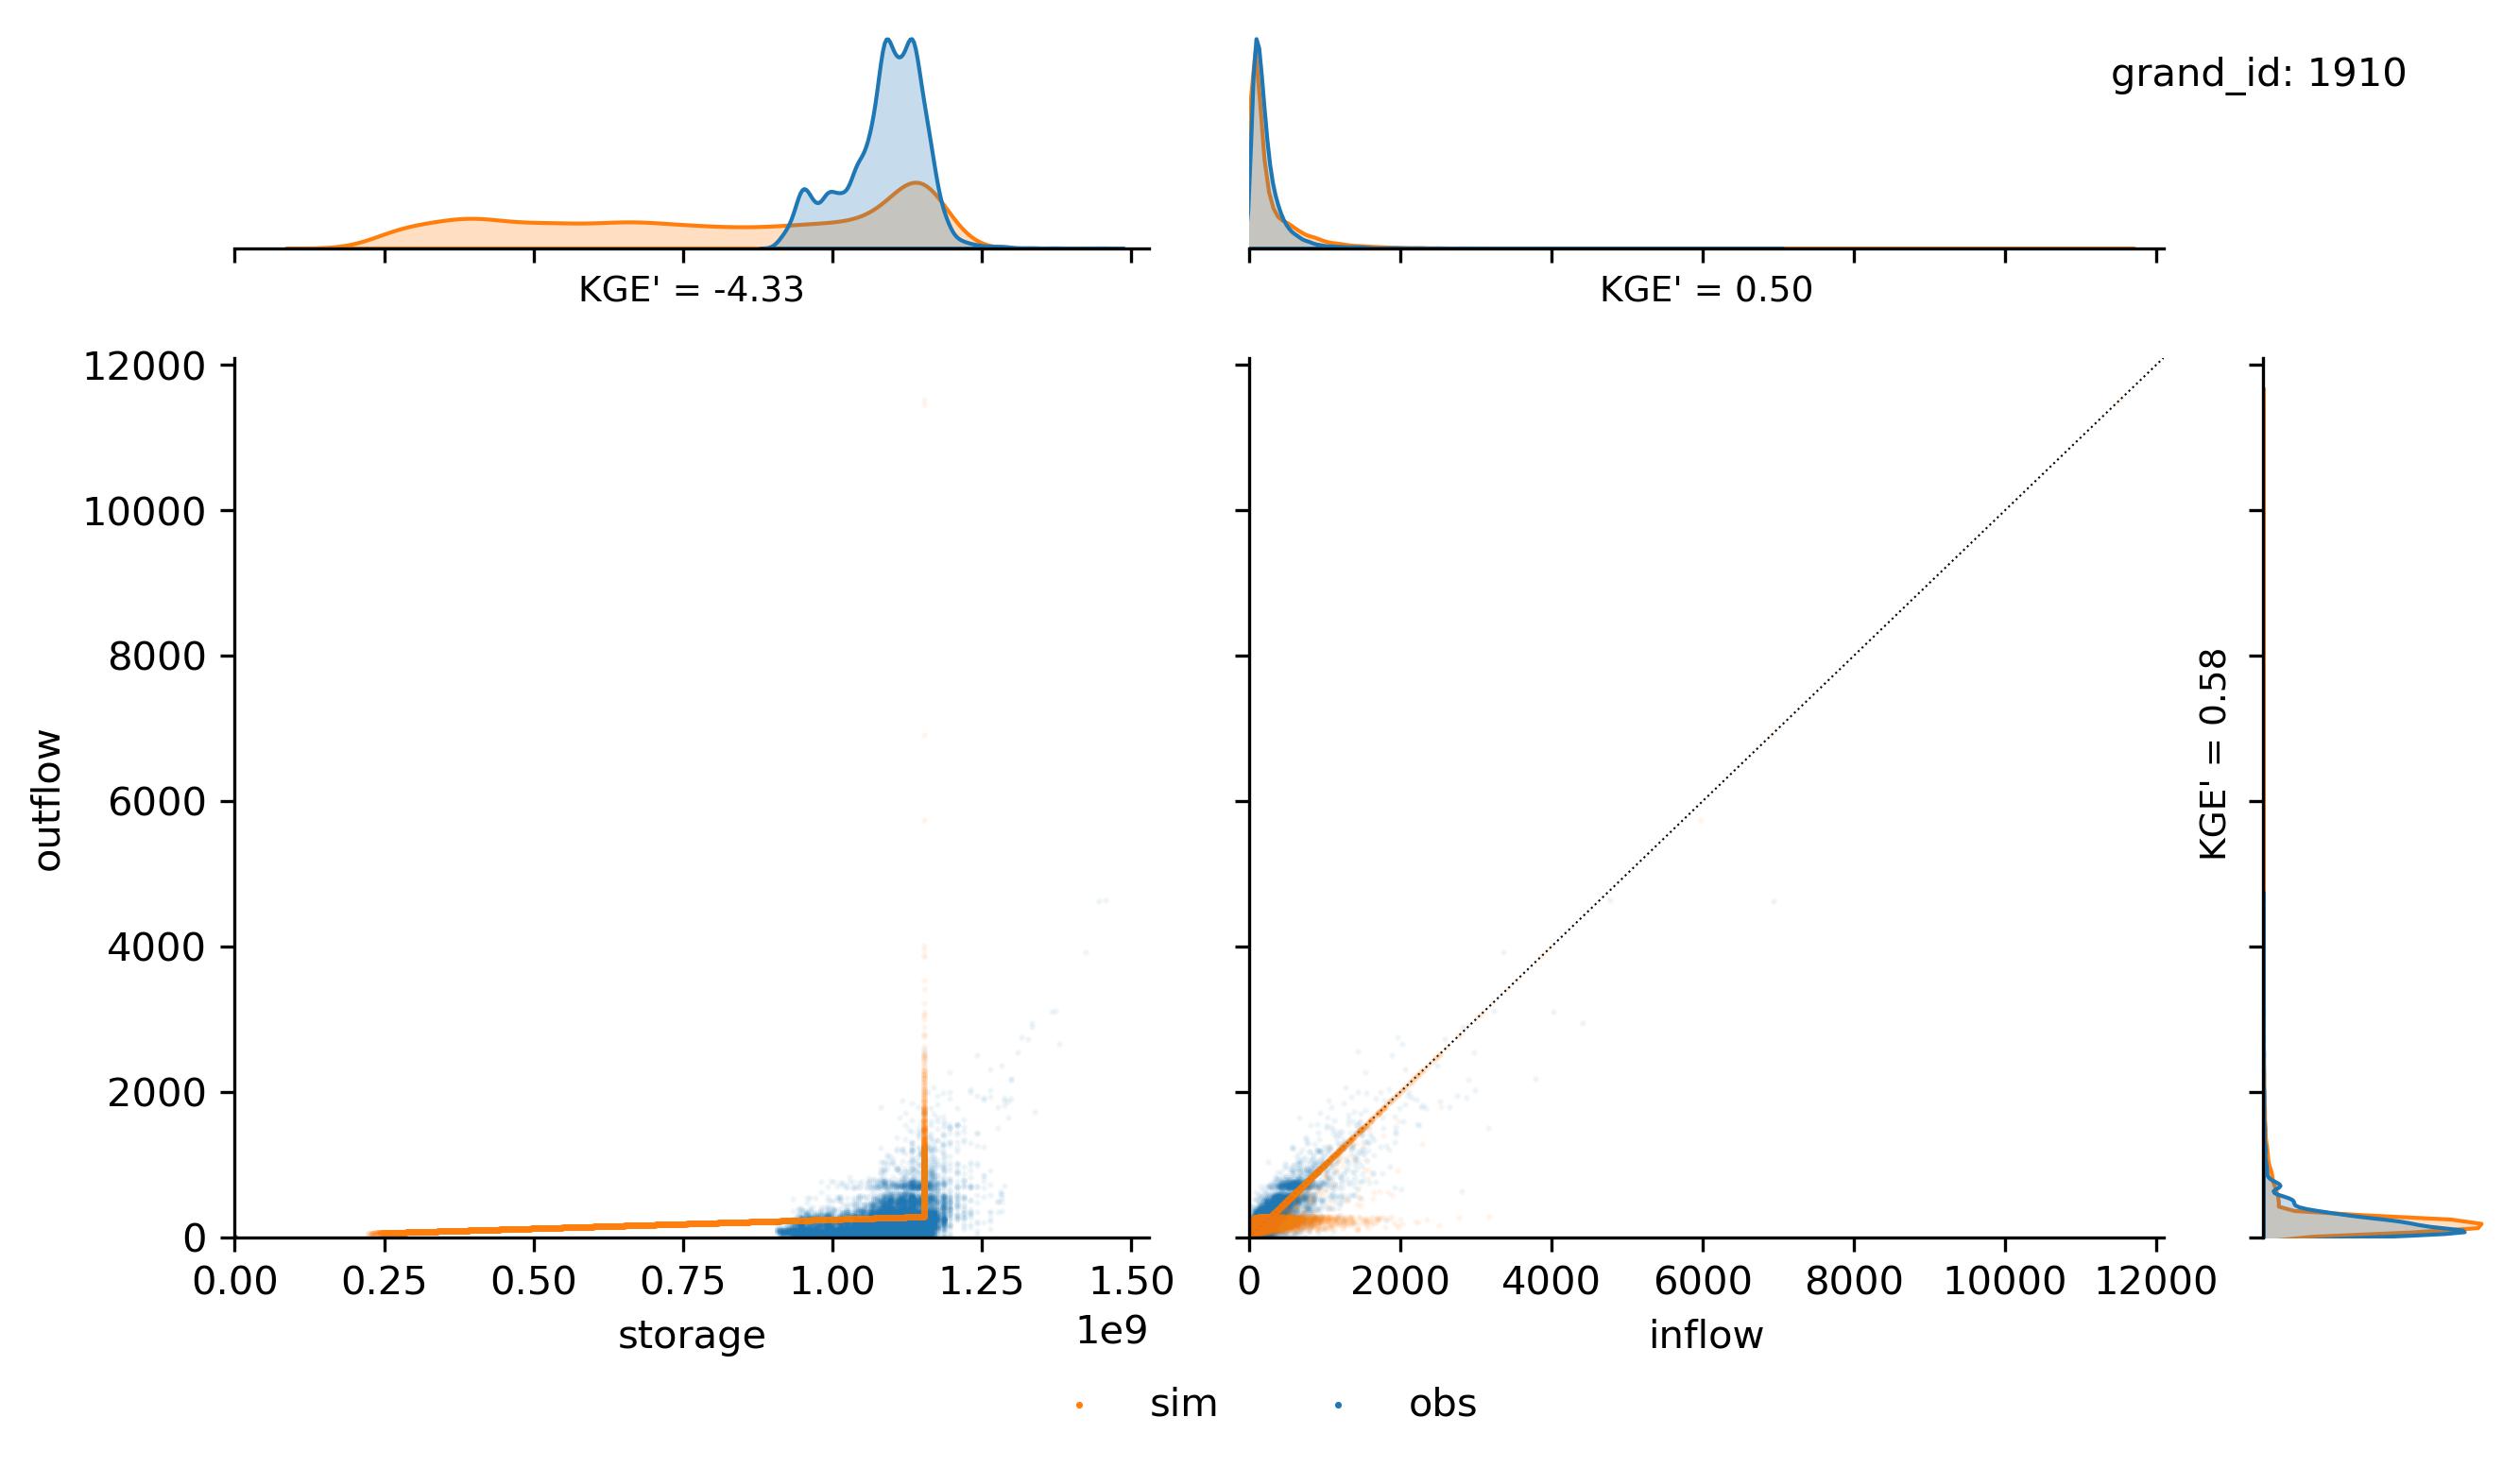 grand_id: 1910
KGE' = -4.33
KGE' = 0.50
12000
10000
8000
6000
4000
2000
0
outflow
KGE' = 0.58
0.00 0.25 0.50 0.75 1.00 1.25 1.50
1e9
storage
0 2000 4000 6000 8000 10000 12000
inflow
sim obs